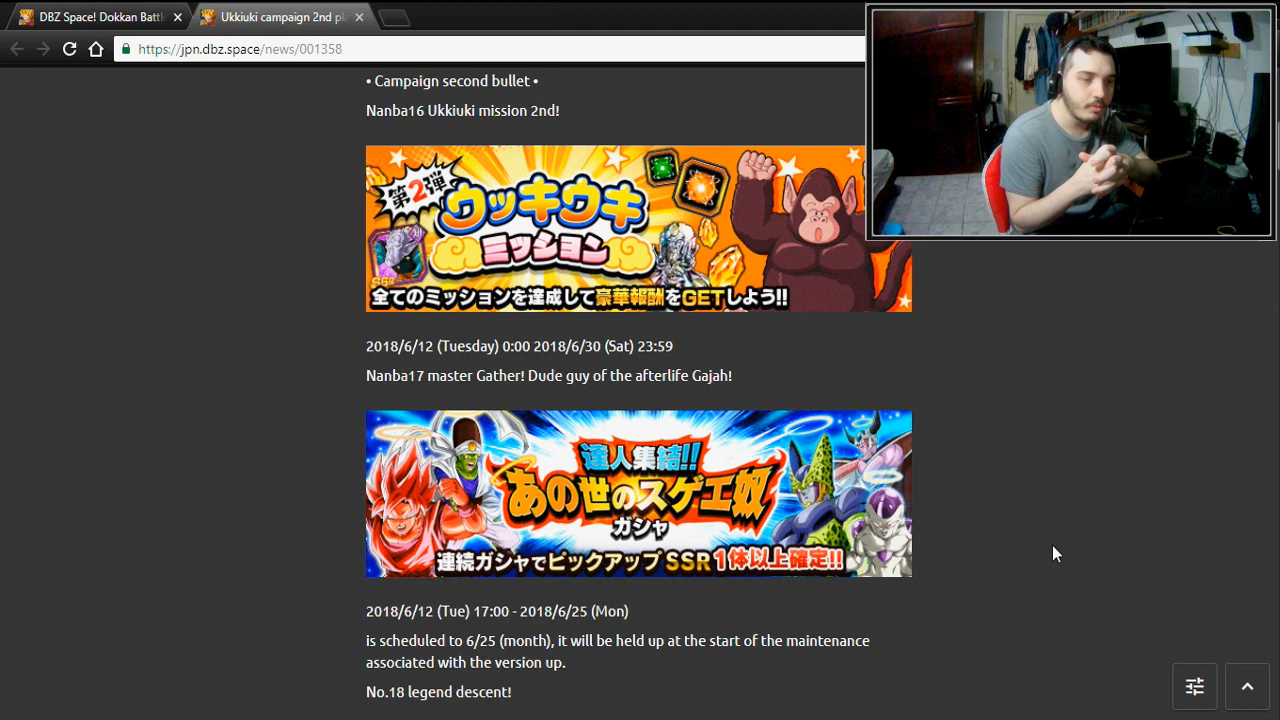 DBZ Space! Dokkan Battl
Ukkiuki campaign 2nd pl
https://jpn.dbz.space/news/001358
• Campaign second bullet •
Nanba16 Ukkiuki mission 2nd!
第2弾
ウッキウキ
ミッション
SSR
全てのミッションを達成して豪華報酬をGETしよう!!
2018/6/12 (Tuesday) 0:00 2018/6/30 (Sat) 23:59
Nanba17 master Gather! Dude guy of the afterlife Gajah!
達人集結!!
あの世のスゲエ奴
ガシャ
連続ガシャでピックアップSSR1体以上確定!!
2018/6/12 (Tue) 17:00 - 2018/6/25 (Mon)
is scheduled to 6/25 (month), it will be held up at the start of the maintenance
associated with the version up.
No.18 legend descent!